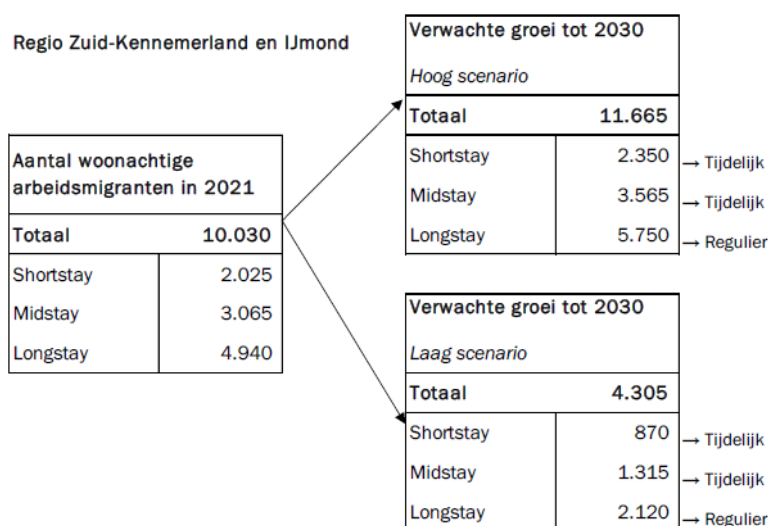 Regio Zuid-Kennemerland en IJmond
Aantal woonachtige
arbeidsmigranten in 2021
Totaal 10.030
Shortstay 2.025
Midstay 3.065
Longstay 4.940
Verwachte groei tot 2030
Hoog scenario
Totaal 11.665
Shortstay 2.350 → Tijdelijk
Midstay 3.565 → Tijdelijk
Longstay 5.750 → Regulier
Verwachte groei tot 2030
Laag scenario
Totaal 4.305
Shortstay 870 → Tijdelijk
Midstay 1.315 → Tijdelijk
Longstay 2.120 → Regulier